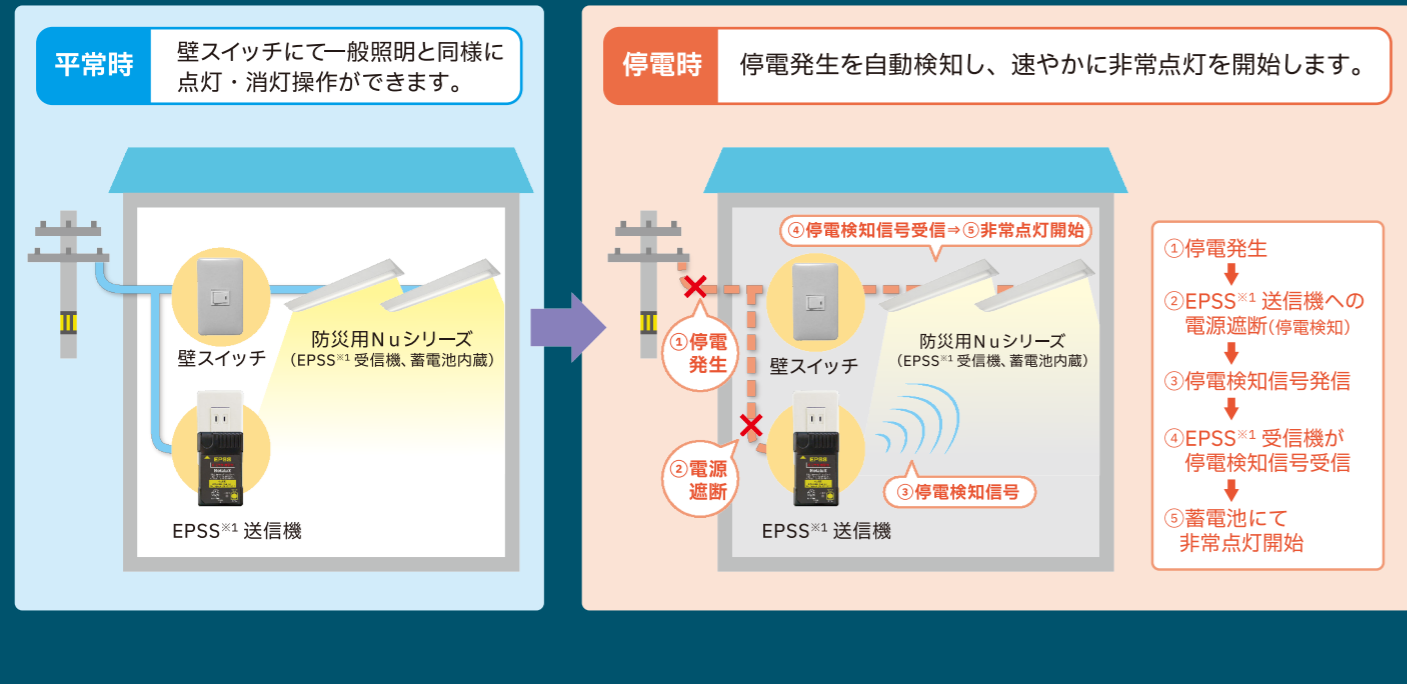 平常時
壁スイッチにて一般照明と同様に
点灯・消灯操作ができます。
壁スイッチ
防災用Nuシリーズ
(EPSS※1 受信機、蓄電池内蔵)
EPSS
EPSS※1 送信機
停電時
停電発生を自動検知し、速やかに非常点灯を開始します。
④停電検知信号受信⇒⑤非常点灯開始
①停電
発生
壁スイッチ
防災用Nuシリーズ
(EPSS※1 受信機、蓄電池内蔵)
②電源
遮断
EPSS
③停電検知信号
EPSS※1 送信機
①停電発生
②EPSS※1 送信機への
電源遮断(停電検知)
③停電検知信号発信
④EPSS※1 受信機が
停電検知信号受信
⑤蓄電池にて
非常点灯開始